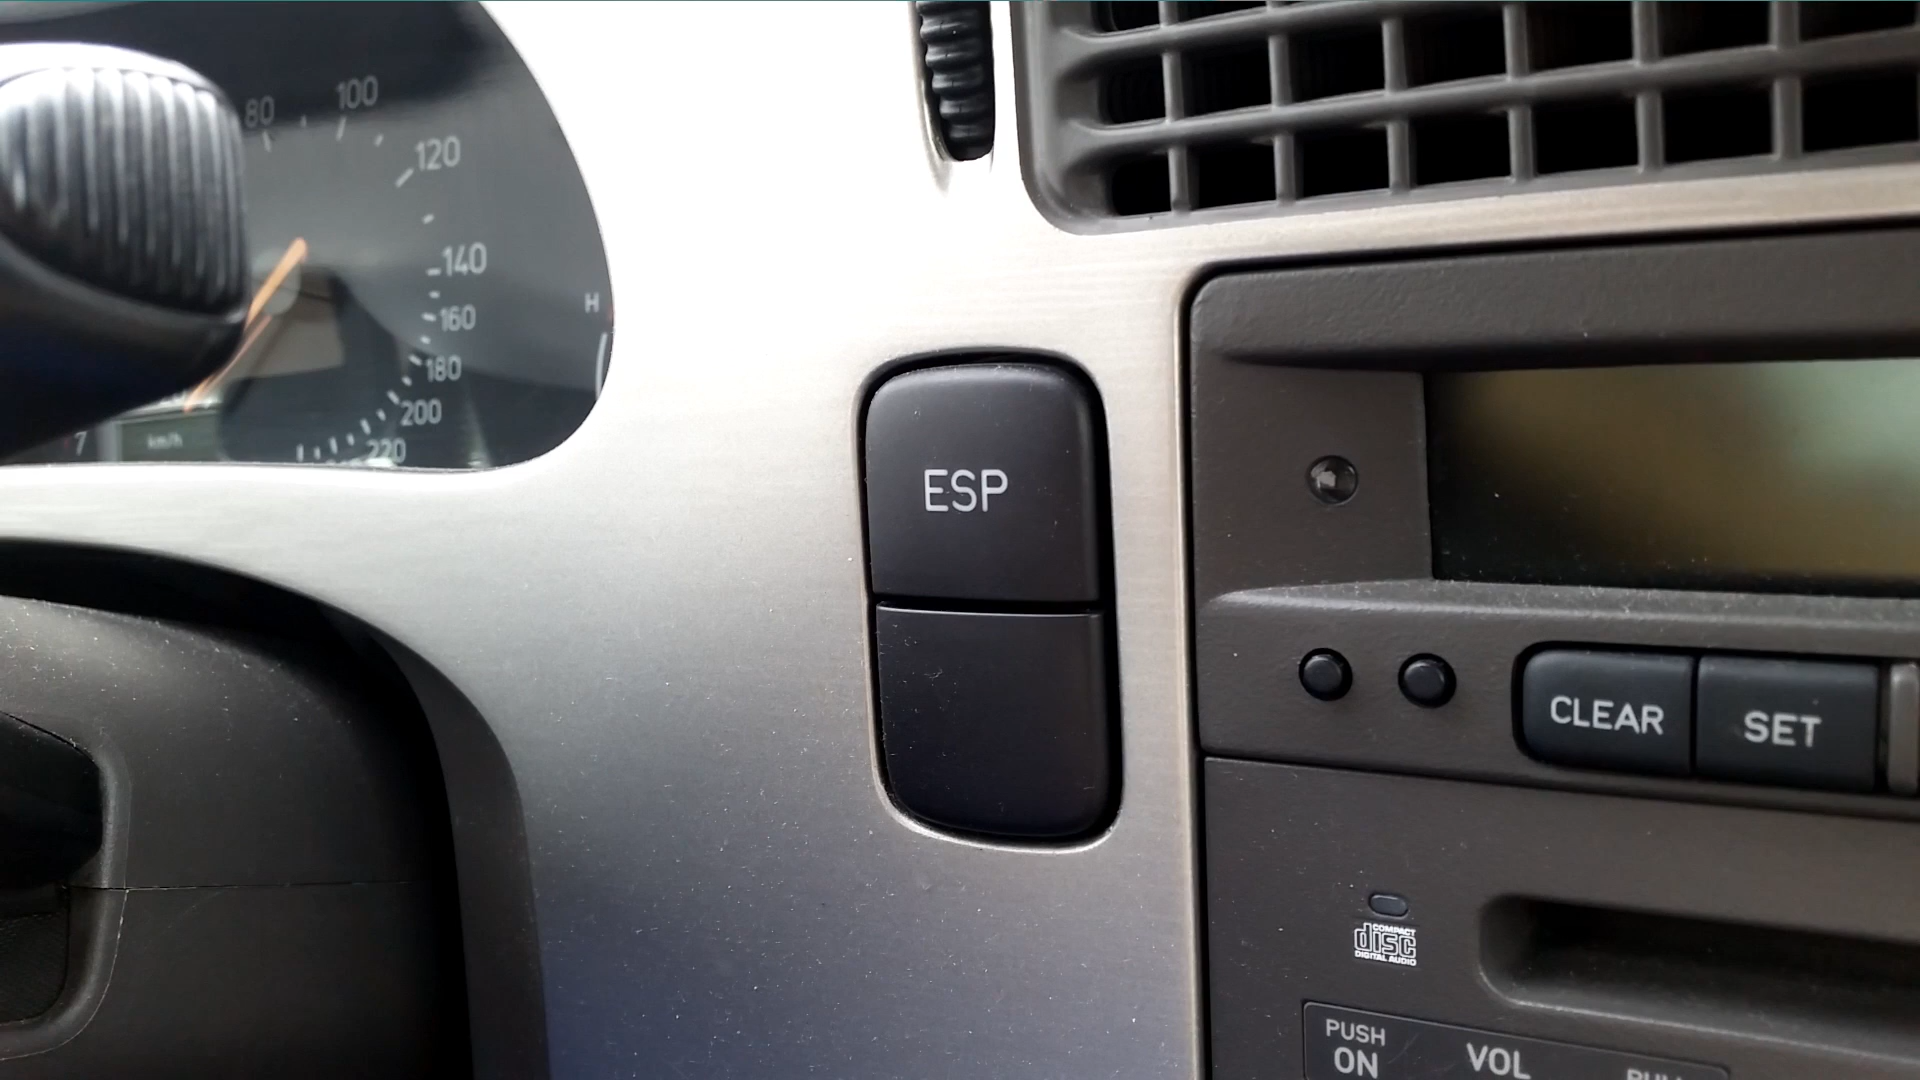 80
100
120
140
160
180
200
220
H
7
km/h
ESP
CLEAR
SET
COMPACT
disc
DIGITAL AUDIO
PUSH
ON
VOL